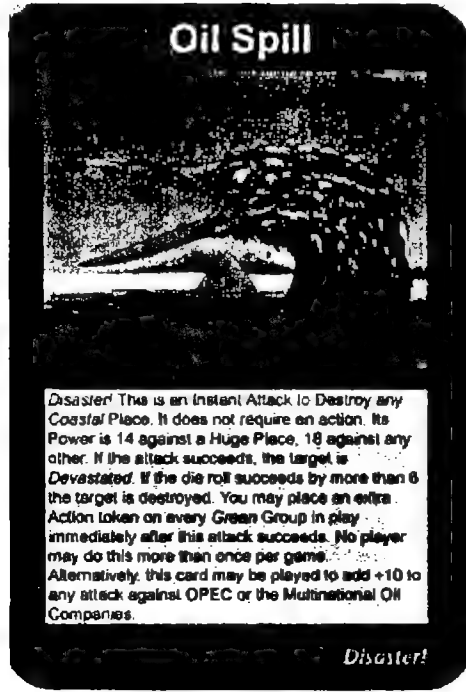 Oil Spill
Disaster! This is an Instant Attack to Destroy any
Coastal Place. It does not require an action. Its
Power is 14 against a Huge Place, 18 against any
other. If the attack succeeds, the target is
Devastated. If the die roll succeeds by more than 6
the target is destroyed. You may place an extra
Action token on every Green Group in play
immediately after this attack succeeds. No player
may do this more than once per game.
Alternatively, this card may be played to add +10 to
any attack against OPEC or the Multinational Oil
Companies.
Disaster!